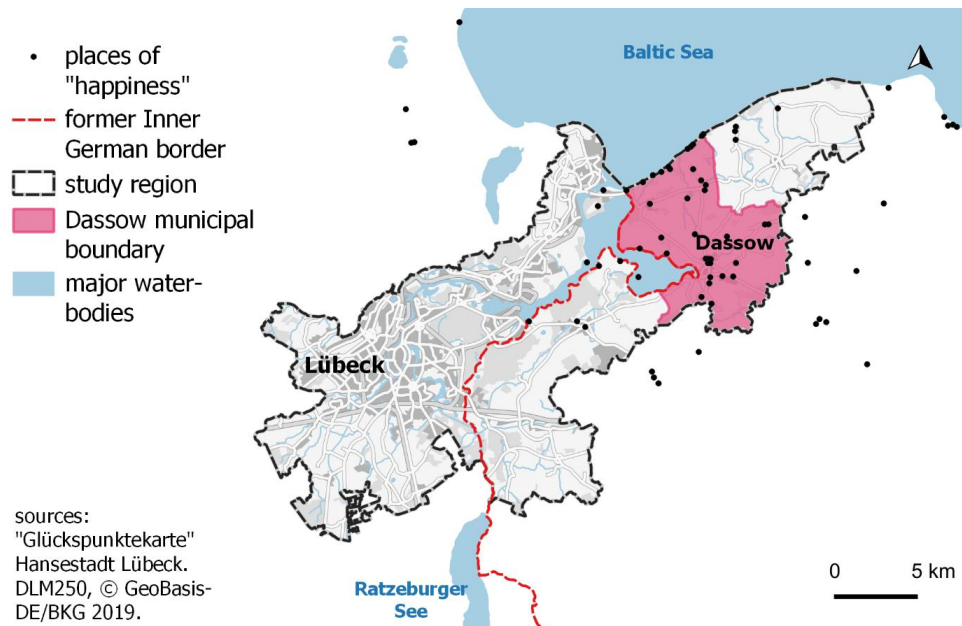 places of
"happiness"
former Inner
German border
study region
Dassow municipal
boundary
major water-
bodies
Baltic Sea
Dassow
Lübeck
Ratzeburger
See
sources:
"Glückspunktekarte"
Hansestadt Lübeck.
DLM250, © GeoBasis-
DE/BKG 2019.
0 5 km